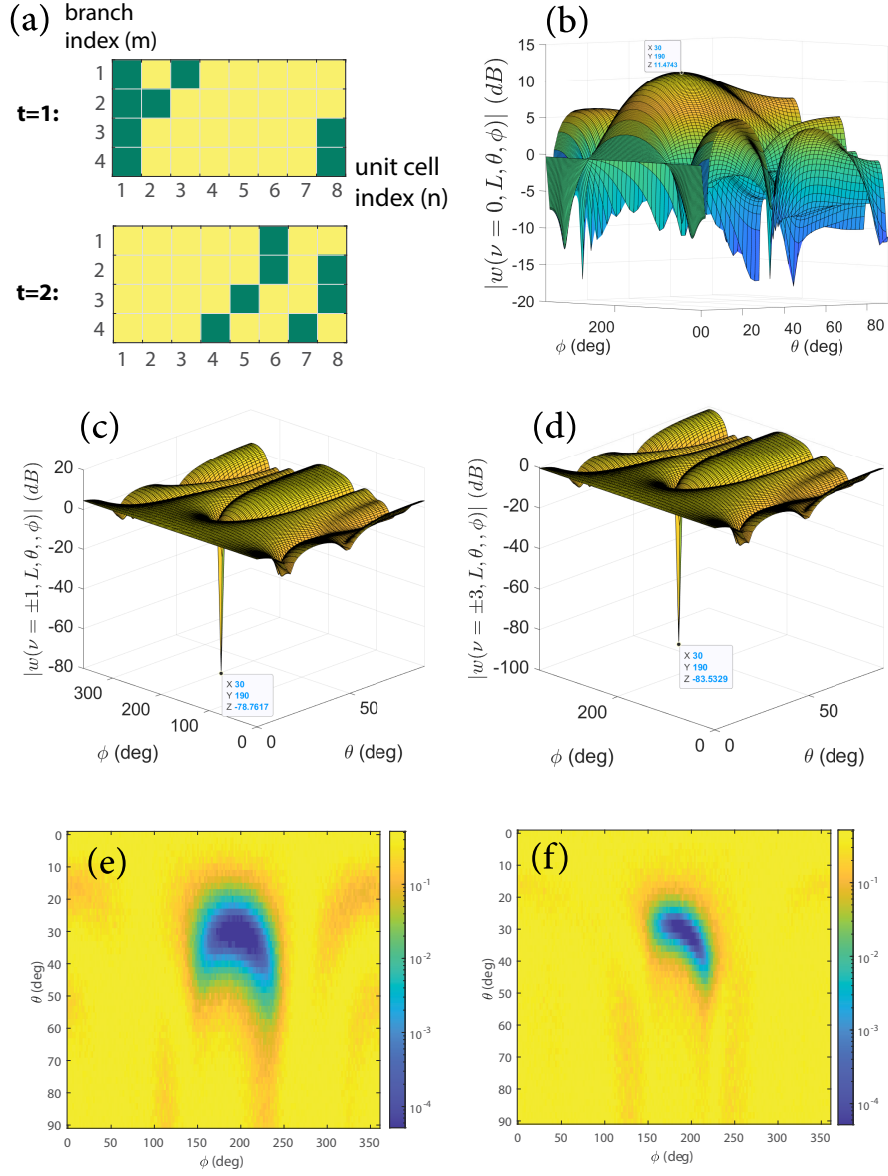 (a)
branch
index (m)
t=1:
1
2
3
4
1 2 3 4 5 6 7 8
unit cell
index (n)
t=2:
1
2
3
4
1 2 3 4 5 6 7 8
(b)
|w(ν = 0, L, θ, ϕ)| (dB)
15
10
5
0
-5
-10
-15
-20
X 30
Y 190
Z 11.4743
200
00 20 40 60 80
ϕ (deg)
θ (deg)
(c)
|w(ν = ±1, L, θ, , ϕ)| (dB)
20
0
-20
-40
-60
-80
X 30
Y 190
Z -78.7617
300
200
100
0 0
50
ϕ (deg)
θ (deg)
(d)
|w(ν = ±3, L, θ, , ϕ)| (dB)
0
-20
-40
-60
-80
-100
X 30
Y 190
Z -83.5329
200
0 0
50
ϕ (deg)
θ (deg)
(e)
θ (deg)
0
10
20
30
40
50
60
70
80
90
0 50 100 150 200 250 300 350
ϕ (deg)
10⁻¹
10⁻²
10⁻³
10⁻⁴
(f)
θ (deg)
0
10
20
30
40
50
60
70
80
90
0 50 100 150 200 250 300 350
ϕ (deg)
10⁻¹
10⁻²
10⁻³
10⁻⁴